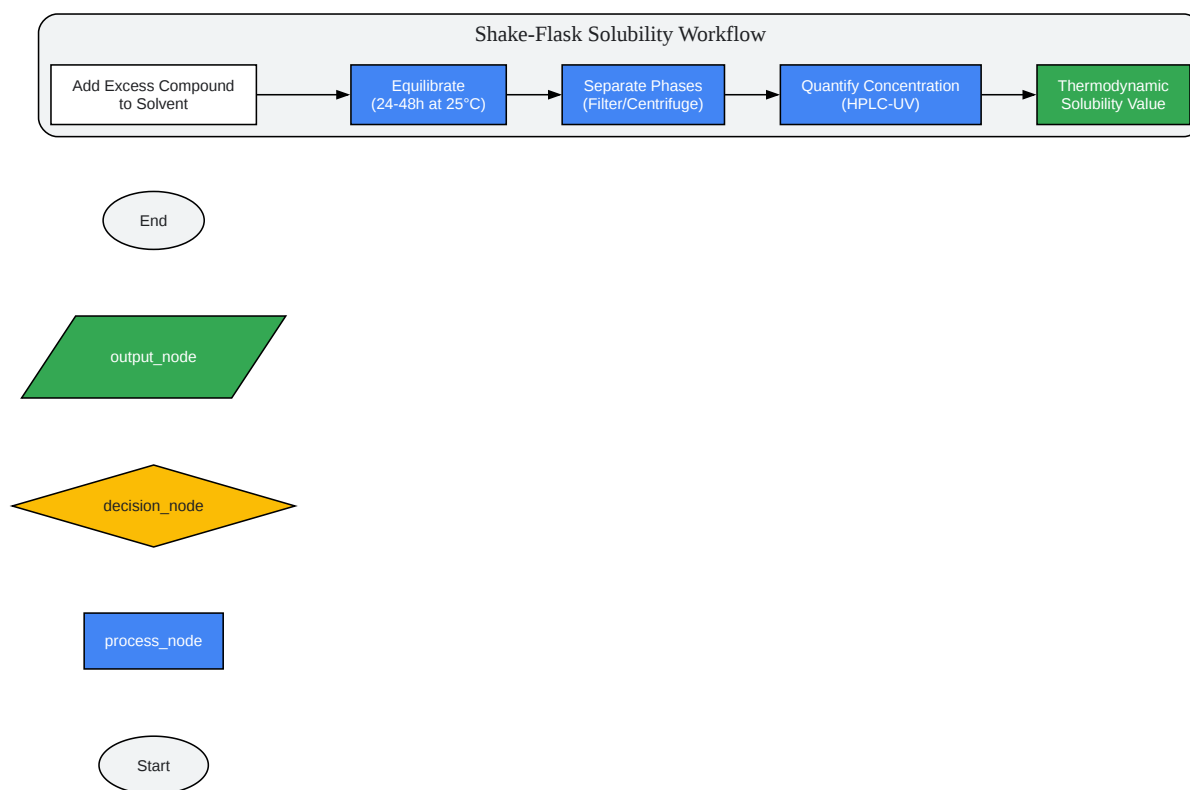 Shake-Flask Solubility Workflow
Add Excess Compound
to Solvent
Equilibrate
(24-48h at 25°C)
Separate Phases
(Filter/Centrifuge)
Quantify Concentration
(HPLC-UV)
Thermodynamic
Solubility Value
End
output_node
decision_node
process_node
Start